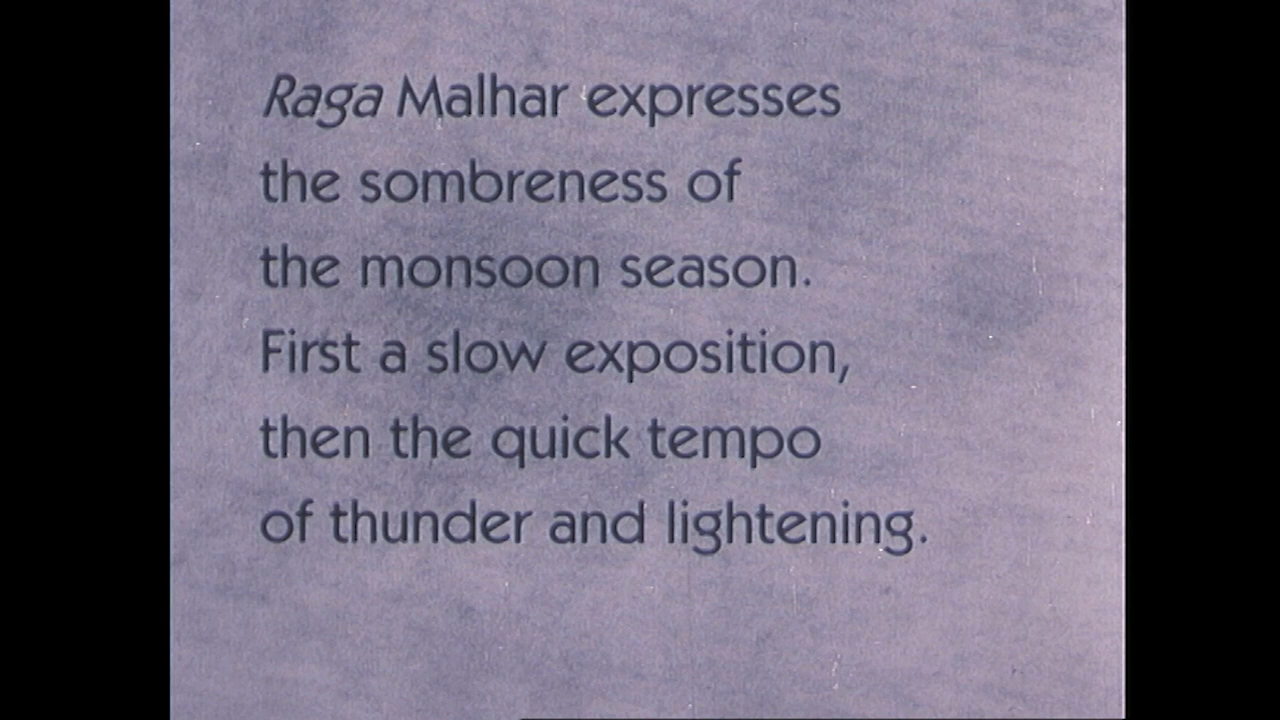 Raga Malhar expresses
the sombreness of
the monsoon season.
First a slow exposition,
then the quick tempo
of thunder and lightening.